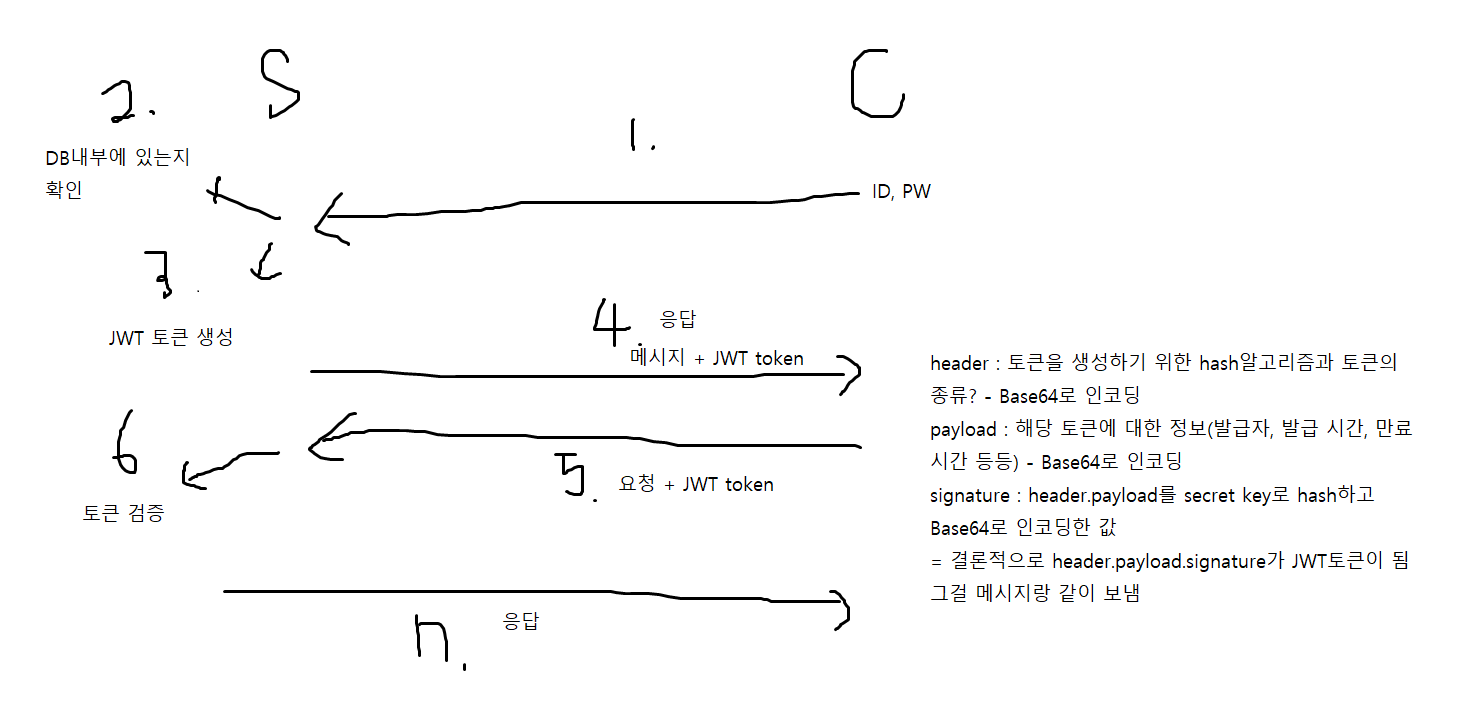 S
C
2.
1.
DB내부에 있는지
확인
ID, PW
3.
JWT 토큰 생성
4.
응답
메시지 + JWT token
header : 토큰을 생성하기 위한 hash알고리즘과 토큰의
종류? - Base64로 인코딩
payload : 해당 토큰에 대한 정보(발급자, 발급 시간, 만료
시간 등등) - Base64로 인코딩
signature : header.payload를 secret key로 hash하고
Base64로 인코딩한 값
= 결론적으로 header.payload.signature가 JWT토큰이 됨
그걸 메시지랑 같이 보냄
6
토큰 검증
5.
요청 + JWT token
7.
응답